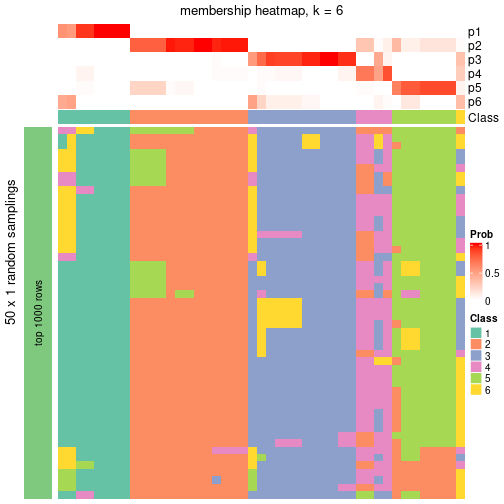 membership heatmap, k = 6
p1
p2
p3
p4
p5
p6
Class
50 x 1 random samplings
top 1000 rows
Prob
1
0.5
0
Class
1
2
3
4
5
6